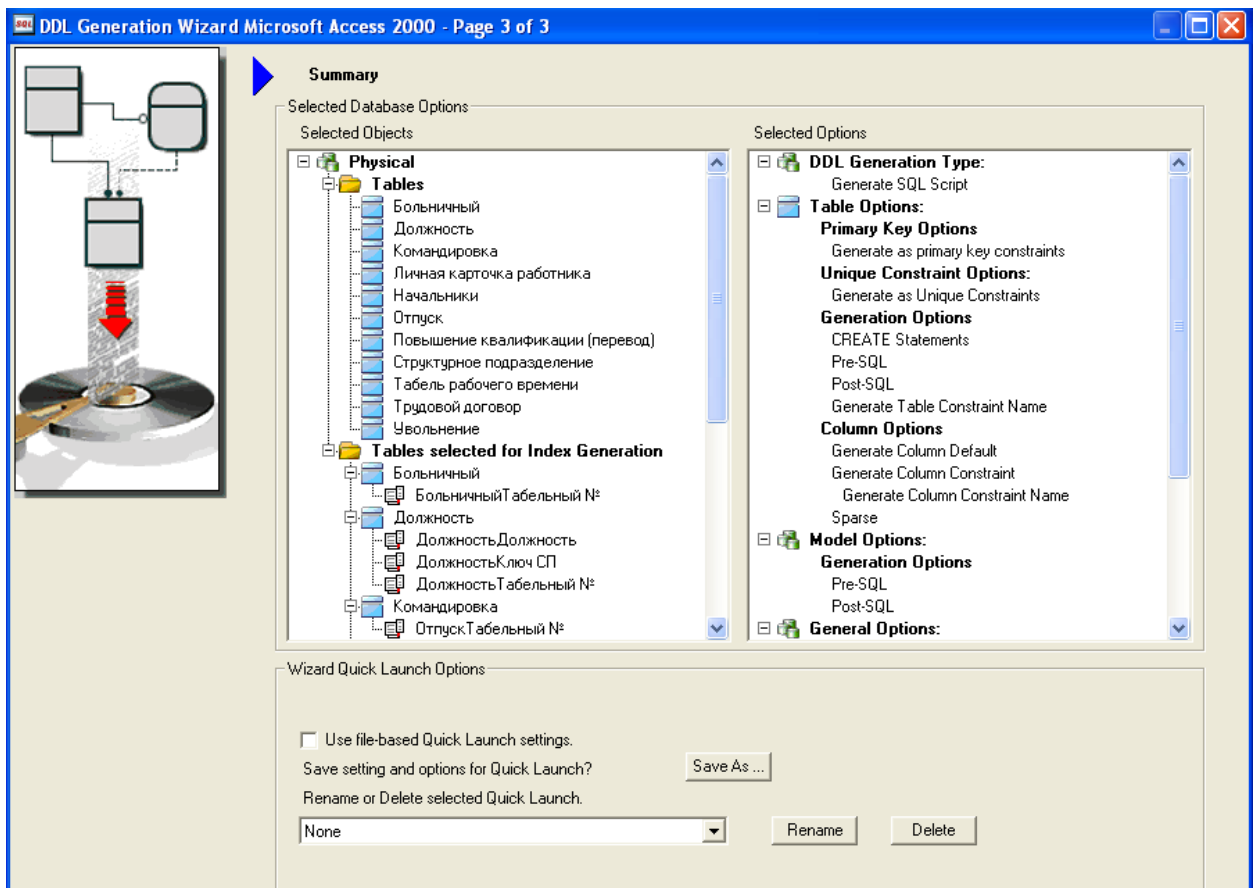 DDL Generation Wizard Microsoft Access 2000 - Page 3 of 3
Summary
Selected Database Options
Selected Objects
Physical
Tables
Больничный
Должность
Командировка
Личная карточка работника
Начальники
Отпуск
Повышение квалификации (перевод)
Структурное подразделение
Табель рабочего времени
Трудовой договор
Увольнение
Tables selected for Index Generation
Больничный
БольничныйТабельный №
Должность
ДолжностьДолжность
ДолжностьКлюч СП
ДолжностьТабельный №
Командировка
ОтпускТабельный №
Selected Options
DDL Generation Type:
Generate SQL Script
Table Options:
Primary Key Options
Generate as primary key constraints
Unique Constraint Options:
Generate as Unique Constraints
Generation Options
CREATE Statements
Pre-SQL
Post-SQL
Generate Table Constraint Name
Column Options
Generate Column Default
Generate Column Constraint
Generate Column Constraint Name
Sparse
Model Options:
Generation Options
Pre-SQL
Post-SQL
General Options:
Wizard Quick Launch Options
Use file-based Quick Launch settings.
Save setting and options for Quick Launch?
Save As ...
Rename or Delete selected Quick Launch.
None
Rename
Delete